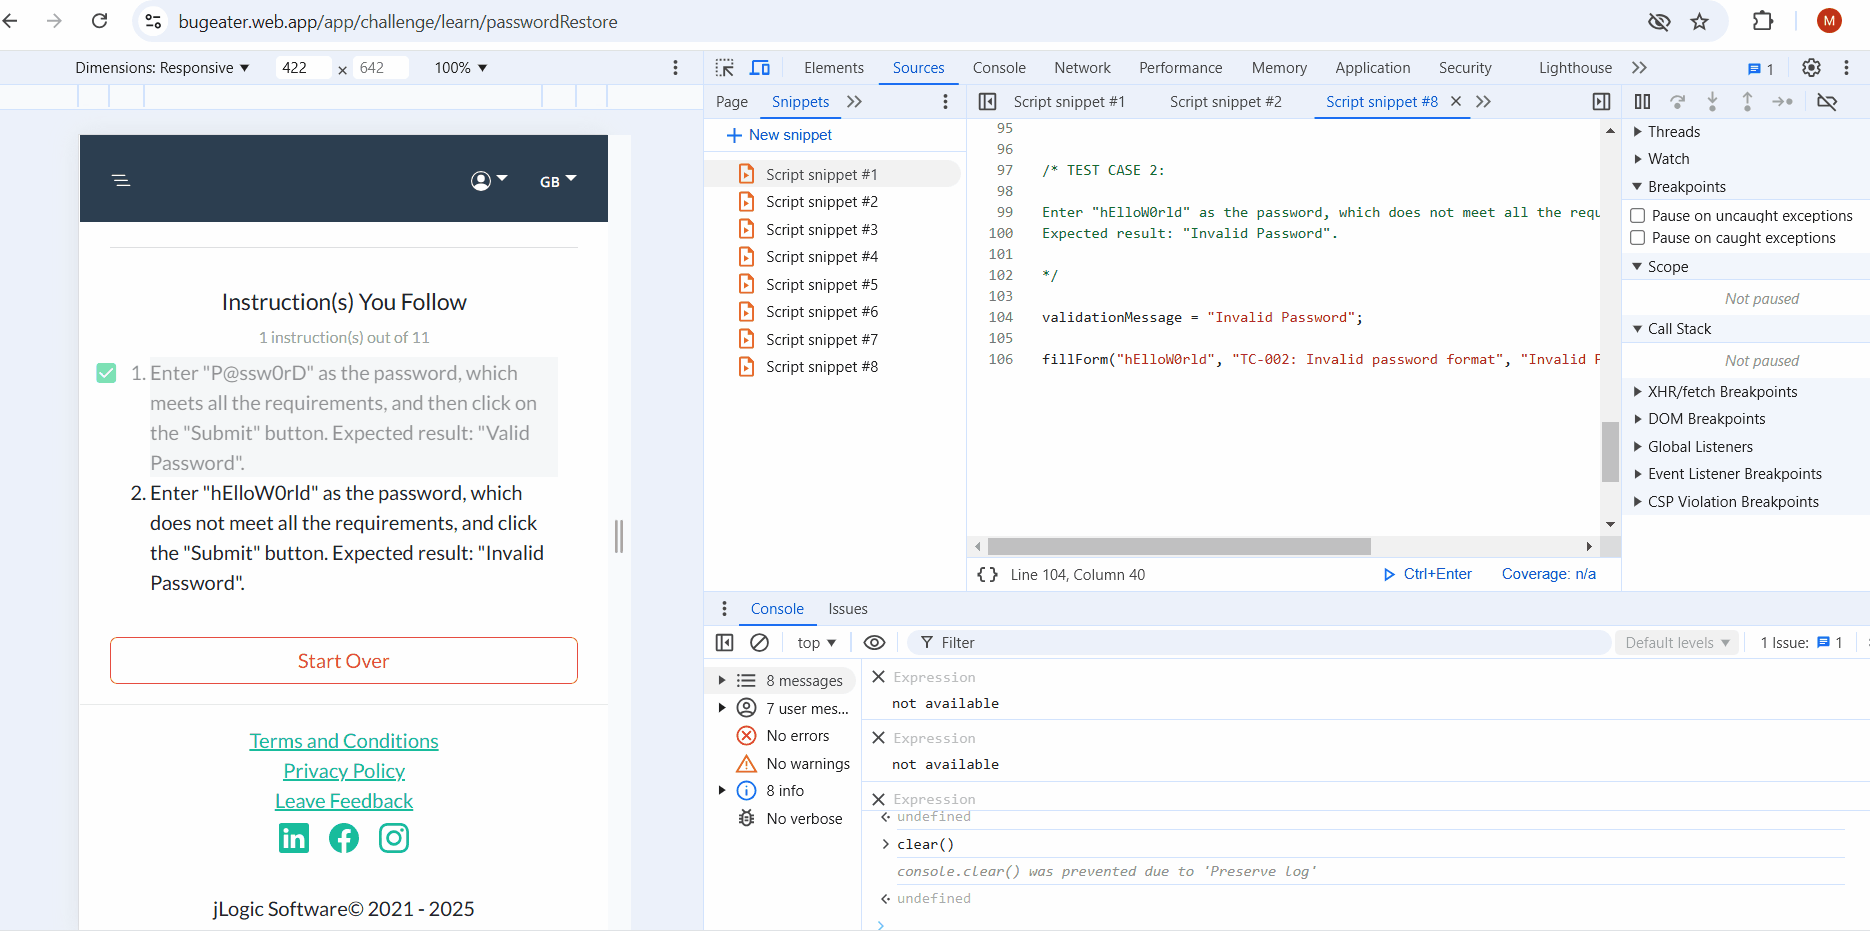 bugeater.web.app/app/challenge/learn/passwordRestore
M
Dimensions: Responsive ▼ 422 × 642 100% ▼
Elements Sources Console Network Performance Memory Application Security Lighthouse 1
Page Snippets
Script snippet #1 Script snippet #2 Script snippet #8
New snippet
Script snippet #1
Script snippet #2
Script snippet #3
Script snippet #4
Script snippet #5
Script snippet #6
Script snippet #7
Script snippet #8
95
96
97 /* TEST CASE 2:
98
99 Enter "hElloW0rld" as the password, which does not meet all the requ
100 Expected result: "Invalid Password".
101
102 */
103
104 validationMessage = "Invalid Password";
105
106 fillForm("hElloW0rld", "TC-002: Invalid password format", "Invalid P
{ } Line 104, Column 40 Ctrl+Enter Coverage: n/a
Threads
Watch
Breakpoints
Pause on uncaught exceptions
Pause on caught exceptions
Scope
Not paused
Call Stack
Not paused
XHR/fetch Breakpoints
DOM Breakpoints
Global Listeners
Event Listener Breakpoints
CSP Violation Breakpoints
GB
Instruction(s) You Follow
1 instruction(s) out of 11
1. Enter "P@ssw0rD" as the password, which
meets all the requirements, and then click on
the "Submit" button. Expected result: "Valid
Password".
2. Enter "hElloW0rld" as the password, which
does not meet all the requirements, and click
the "Submit" button. Expected result: "Invalid
Password".
Start Over
Terms and Conditions
Privacy Policy
Leave Feedback
jLogic Software© 2021 - 2025
Console Issues
top ▼ Filter Default levels ▼ 1 Issue: 1
8 messages
7 user mes...
No errors
No warnings
8 info
No verbose
Expression
not available
Expression
not available
Expression
undefined
clear()
console.clear() was prevented due to 'Preserve log'
undefined